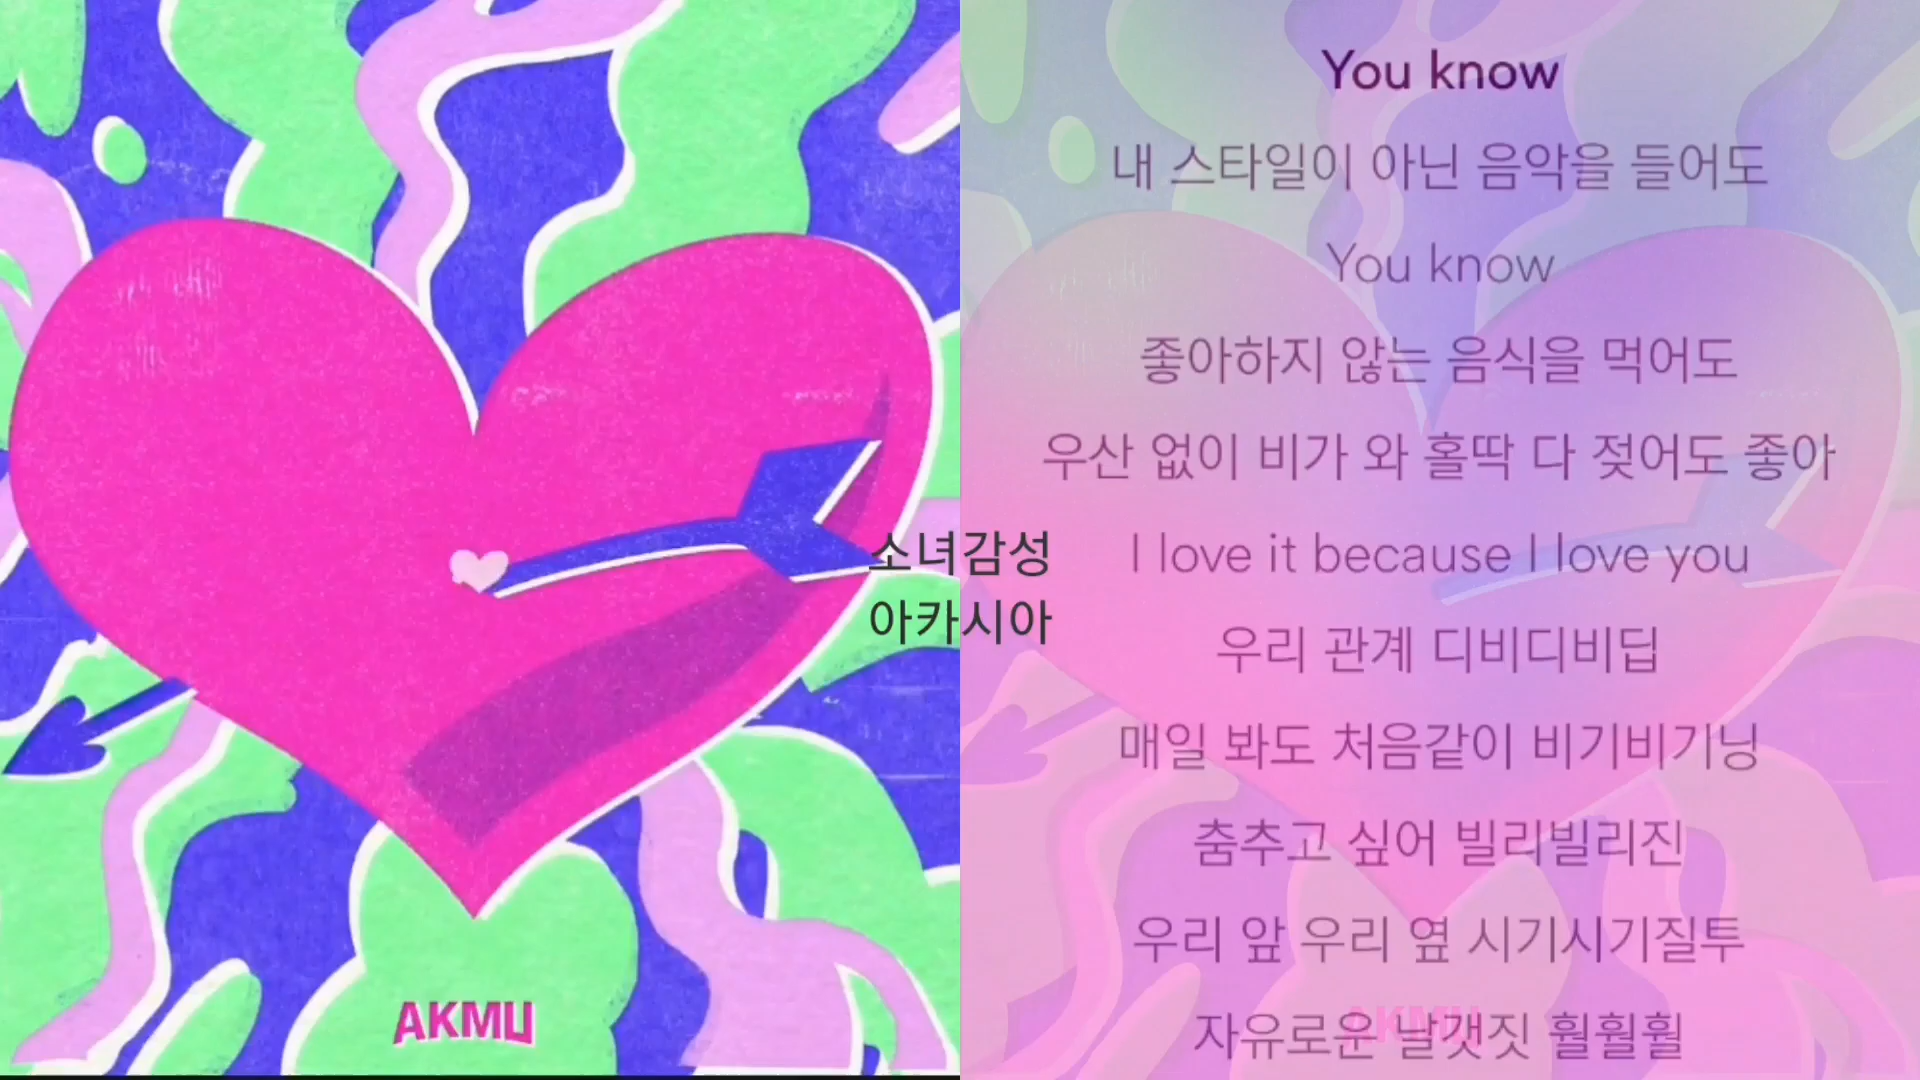 AKMU
소녀감성
아카시아
You know
내 스타일이 아닌 음악을 들어도
You know
좋아하지 않는 음식을 먹어도
우산 없이 비가 와 홀딱 다 젖어도 좋아
I love it because I love you
우리 관계 디비디비딥
매일 봐도 처음같이 비기비기닝
춤추고 싶어 빌리빌리진
우리 앞 우리 옆 시기시기질투
자유로운 날갯짓 훨훨훨
AKMU